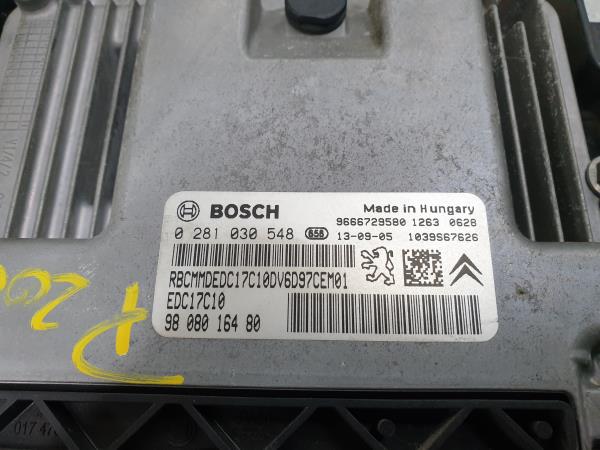 BOSCH
Made in Hungary
0 281 030 548 656
9666729580 1263 0628
13-09-05 1039S67626
RBCMMDEDC17C10DV6D97CEM01
EDC17C10
98 080 164 80